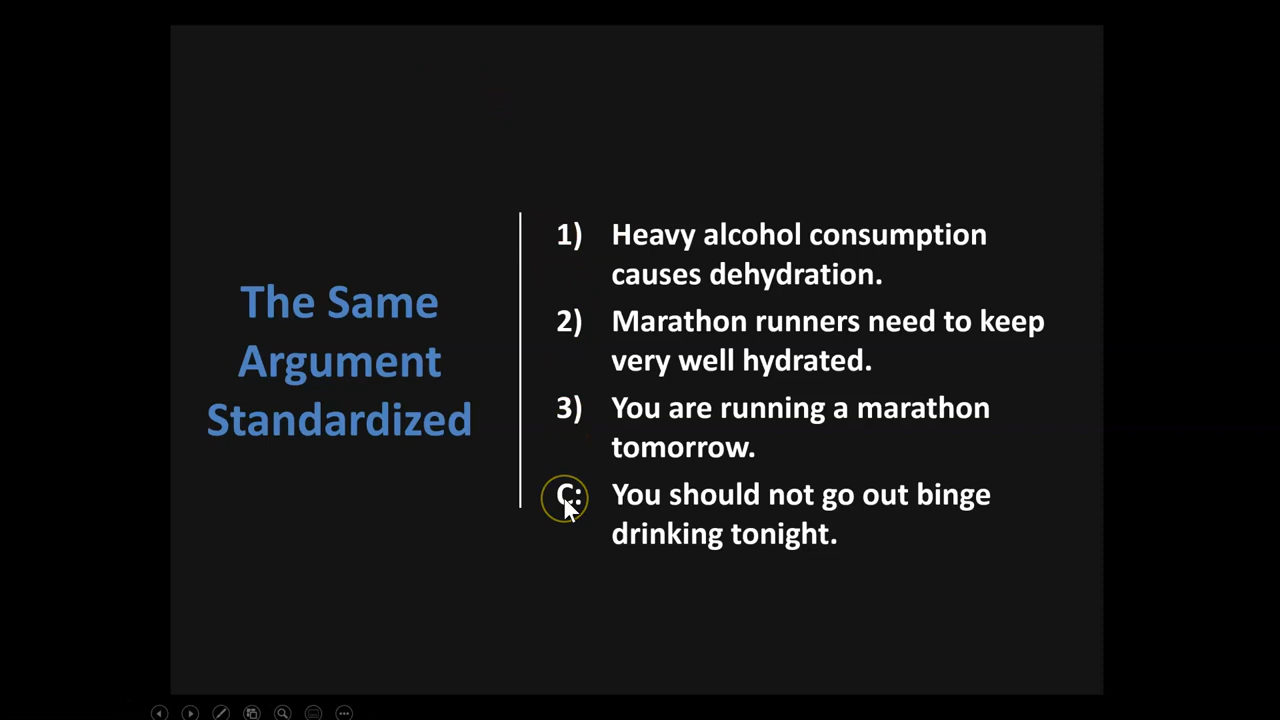 The Same
Argument
Standardized
1) Heavy alcohol consumption
causes dehydration.
2) Marathon runners need to keep
very well hydrated.
3) You are running a marathon
tomorrow.
C: You should not go out binge
drinking tonight.